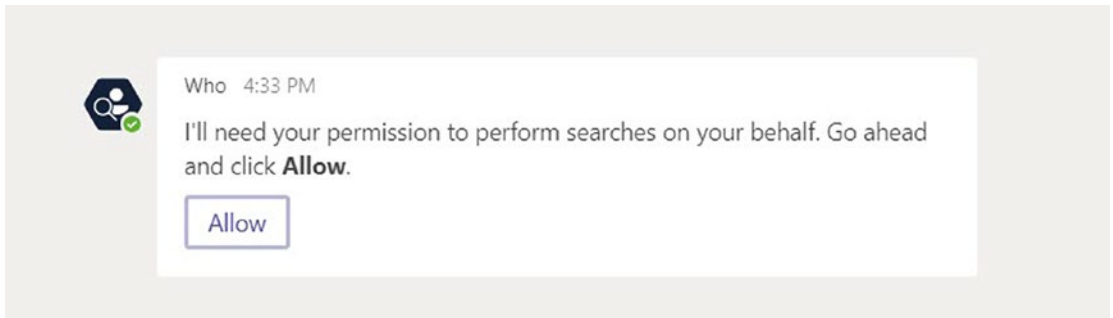 Who 4:33 PM
I'll need your permission to perform searches on your behalf. Go ahead
and click Allow.
Allow